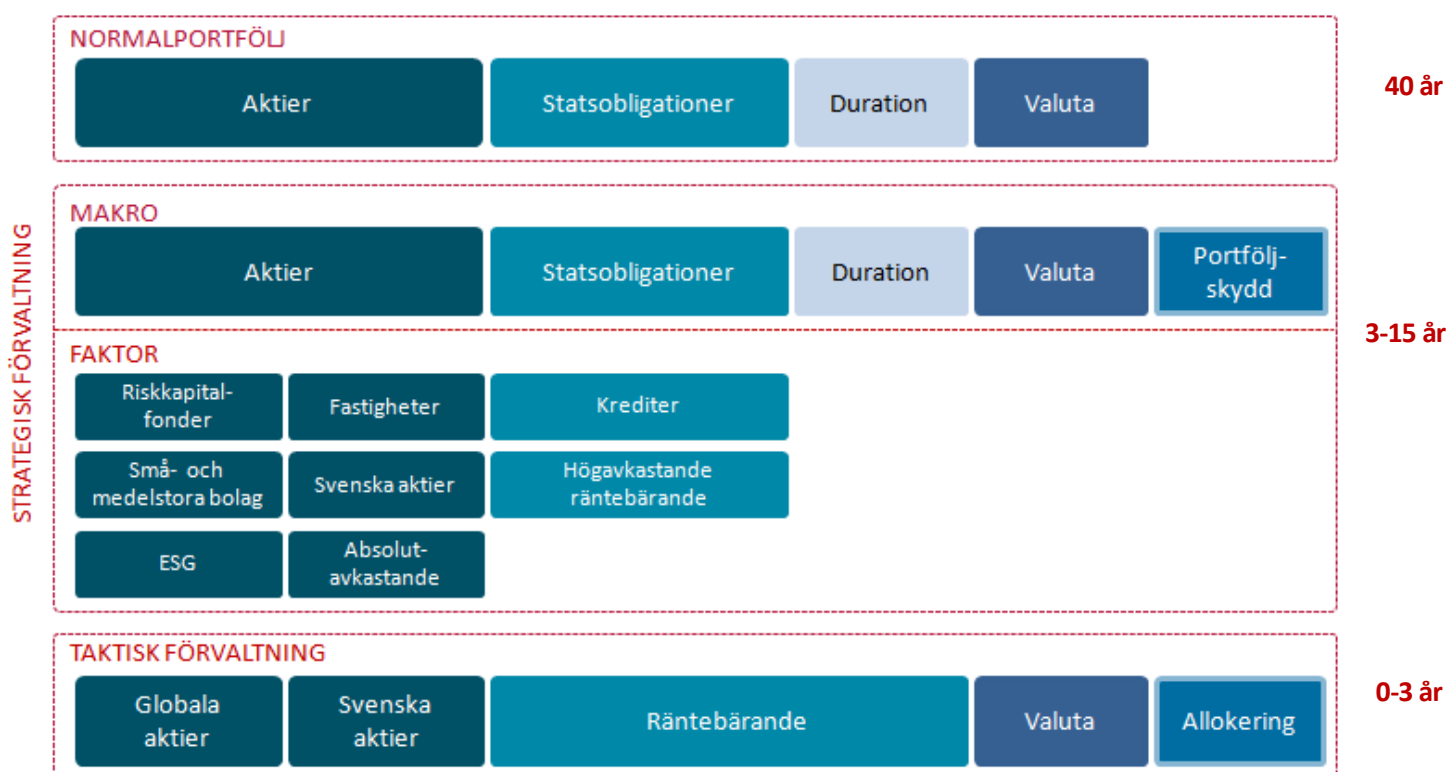 NORMALPORTFÖLJ
Aktier
Statsobligationer
Duration
Valuta
40 år
STRATEGISK FÖRVALTNING
MAKRO
Aktier
Statsobligationer
Duration
Valuta
Portfölj-
skydd
3-15 år
FAKTOR
Riskkapital-
fonder
Fastigheter
Krediter
Små- och
medelstora bolag
Svenska aktier
Högavkastande
räntebärande
ESG
Absolut-
avkastande
TAKTISK FÖRVALTNING
Globala
aktier
Svenska
aktier
Räntebärande
Valuta
Allokering
0-3 år